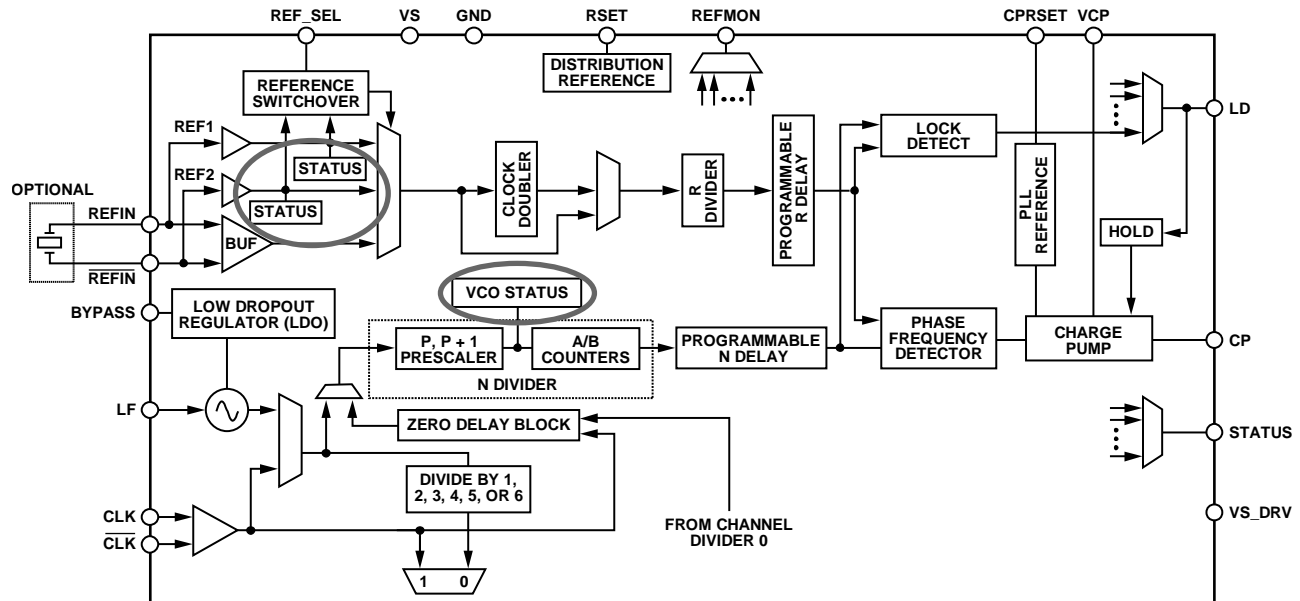 REF_SEL
VS
GND
RSET
REFMON
CPRSET
VCP
DISTRIBUTION
REFERENCE
REFERENCE
SWITCHOVER
LD
REF1
STATUS
LOCK
DETECT
REF2
STATUS
CLOCK
DOUBLER
R
DIVIDER
PROGRAMMABLE
R DELAY
PLL
REFERENCE
HOLD
OPTIONAL
REFIN
BUF
REFIN
VCO STATUS
BYPASS
LOW DROPOUT
REGULATOR (LDO)
P, P + 1
PRESCALER
A/B
COUNTERS
N DIVIDER
PROGRAMMABLE
N DELAY
PHASE
FREQUENCY
DETECTOR
CHARGE
PUMP
CP
LF
ZERO DELAY BLOCK
STATUS
DIVIDE BY 1,
2, 3, 4, 5, OR 6
CLK
CLK
FROM CHANNEL
DIVIDER 0
VS_DRV
1 0